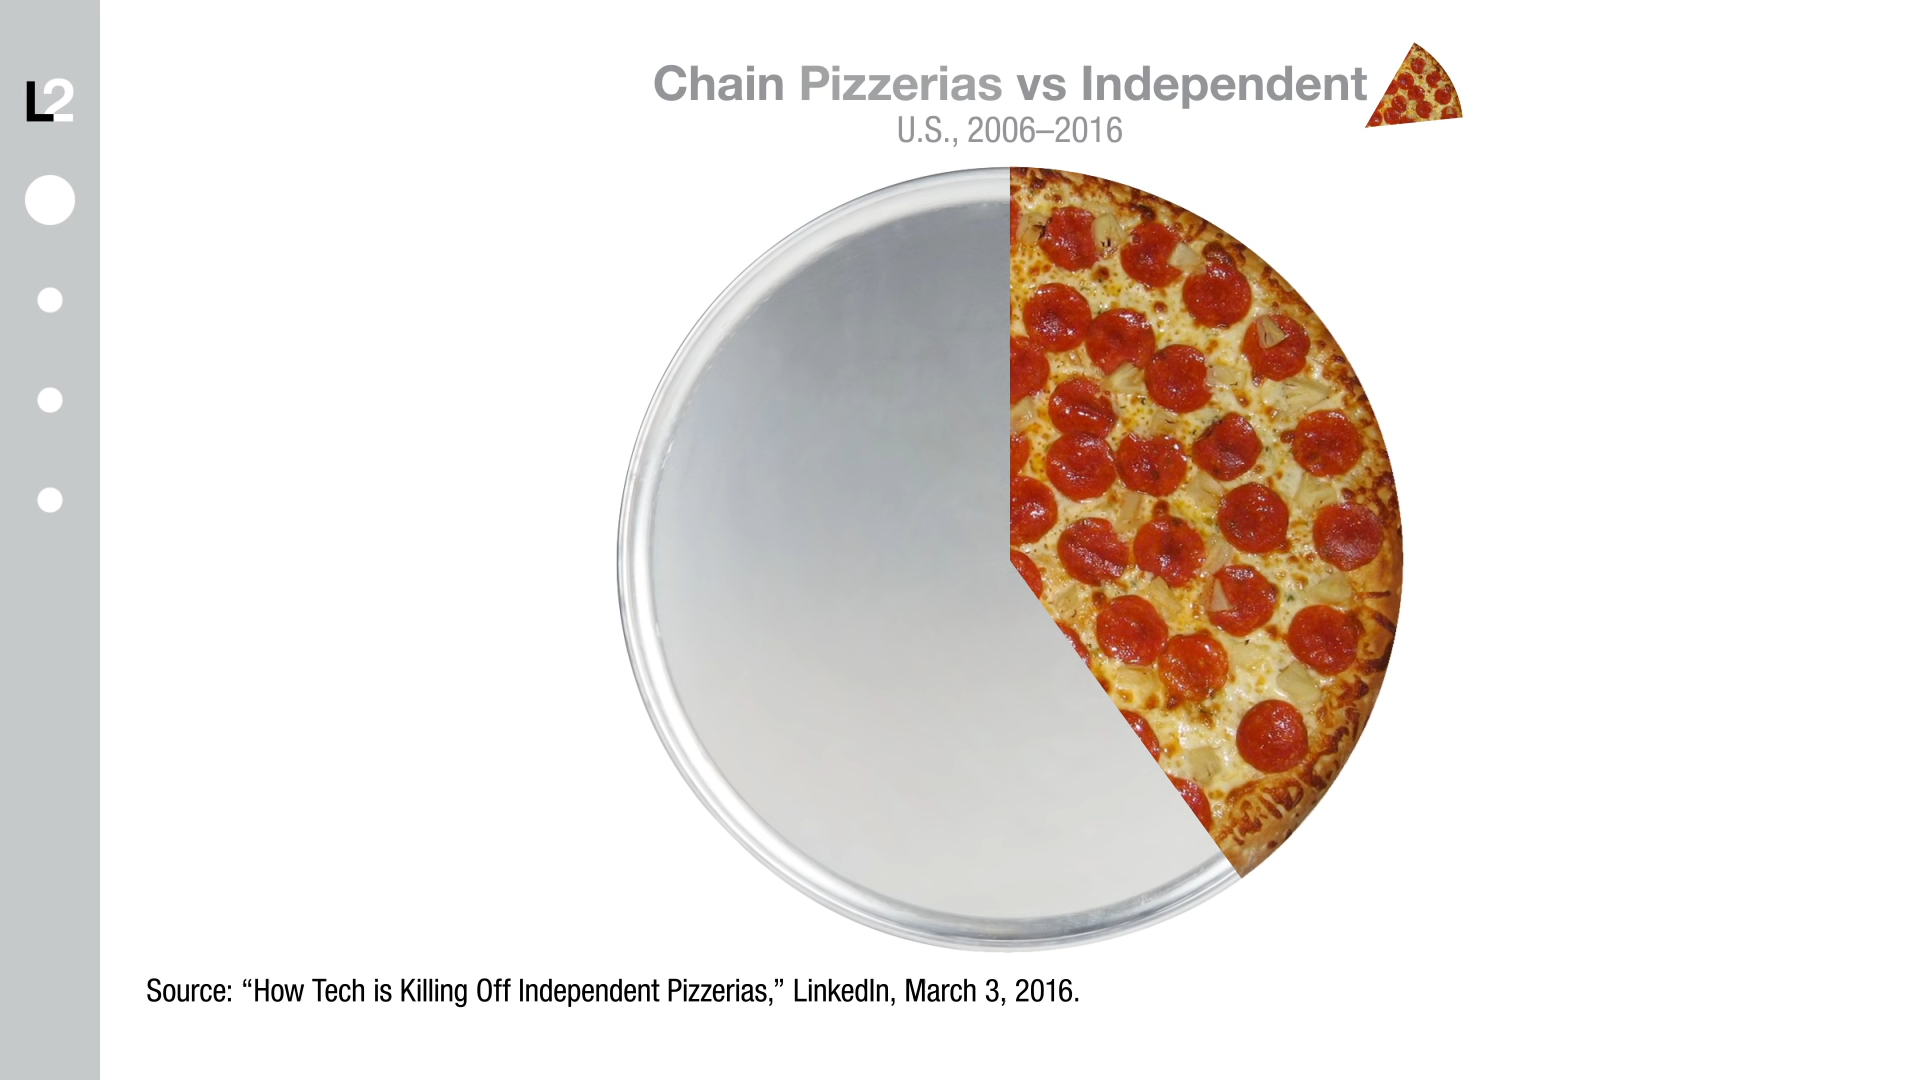 L2
Chain Pizzerias vs Independent
U.S., 2006–2016
Source: “How Tech is Killing Off Independent Pizzerias,” LinkedIn, March 3, 2016.